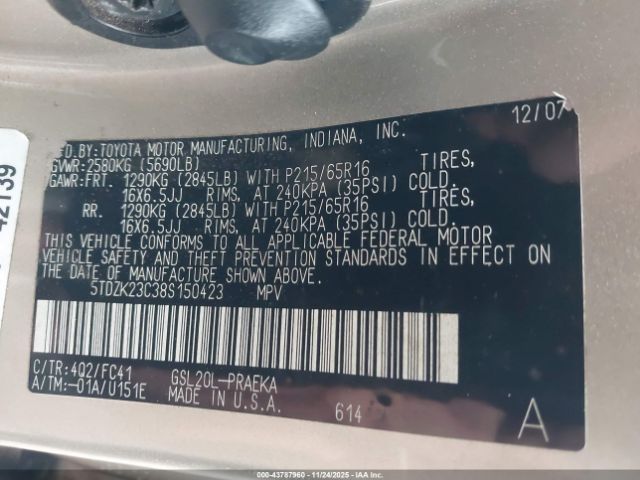 12/07
MFD.BY:TOYOTA MOTOR MANUFACTURING, INDIANA, INC.
GVWR:2580KG (5690LB)
GAWR:FRT. 1290KG (2845LB) WITH P215/65R16 TIRES,
16X6.5JJ RIMS, AT 240KPA (35PSI) COLD.
RR. 1290KG (2845LB) WITH P215/65R16 TIRES,
16X6.5JJ RIMS, AT 240KPA (35PSI) COLD.
THIS VEHICLE CONFORMS TO ALL APPLICABLE FEDERAL MOTOR
VEHICLE SAFETY AND THEFT PREVENTION STANDARDS IN EFFECT ON
THE DATE OF MANUFACTURE SHOWN ABOVE.
5TDZK23C38S150423 MPV
C/TR:4Q2/FC41 GSL20L-PRAEKA
A/TM:-01A/U151E MADE IN U.S.A.
614
A
42139
000-43787960 - 11/24/2025 - IAA Inc.